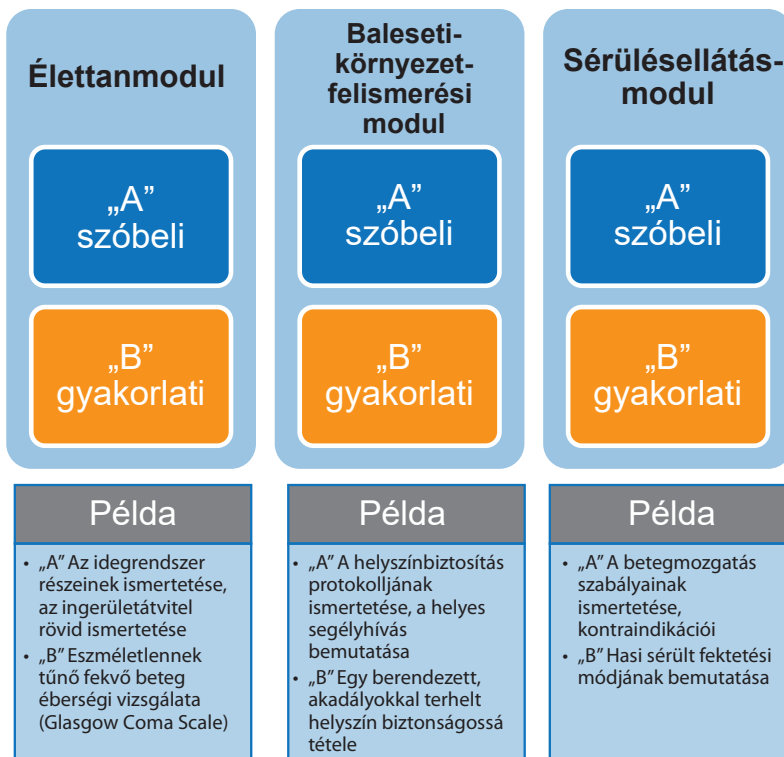 Élettanmodul
„A”
szóbeli
„B”
gyakorlati
Baleseti-
környezet-
felismerési
modul
„A”
szóbeli
„B”
gyakorlati
Sérülésellátás-
modul
„A”
szóbeli
„B”
gyakorlati
Példa
• „A” Az idegrendszer
részeinek ismertetése,
az ingerületátvitel
rövid ismertetése
• „B” Eszméletlennek
tűnő fekvő beteg
éberségi vizsgálata
(Glasgow Coma Scale)
Példa
• „A” A helyszínbiztosítás
protokolljának
ismertetése, a helyes
segélyhívás
bemutatása
• „B” Egy berendezett,
akadályokkal terhelt
helyszín biztonságossá
tétele
Példa
• „A” A betegmozgatás
szabályainak
ismertetése,
kontraindikációi
• „B” Hasi sérült fektetési
módjának bemutatása